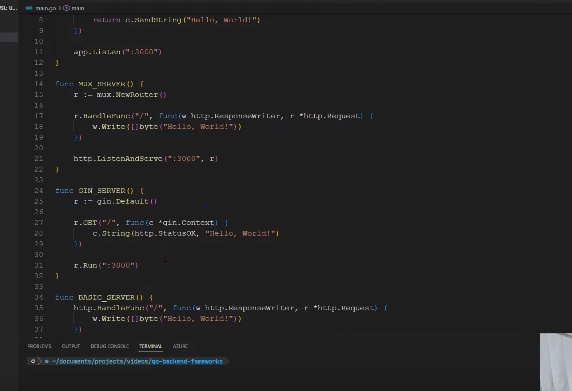 SL: U...
main.go > main
8 return c.SendString("Hello, World!")
9 })
10
11 app.Listen(":3000")
12 }
13
14 func MUX_SERVER() {
15 r := mux.NewRouter()
16
17 r.HandleFunc("/", func(w http.ResponseWriter, r *http.Request) {
18 w.Write([]byte("Hello, World!"))
19 })
20
21 http.ListenAndServe(":3000", r)
22 }
23
24 func GIN_SERVER() {
25 r := gin.Default()
26
27 r.GET("/", func(c *gin.Context) {
28 c.String(http.StatusOK, "Hello, World!")
29 })
30
31 r.Run(":3000")
32 }
33
34 func BASIC_SERVER() {
35 http.HandleFunc("/", func(w http.ResponseWriter, r *http.Request) {
36 w.Write([]byte("Hello, World!"))
37 })
PROBLEMS OUTPUT DEBUG CONSOLE TERMINAL AZURE
~/documents/projects/videos/go-backend-fameworks